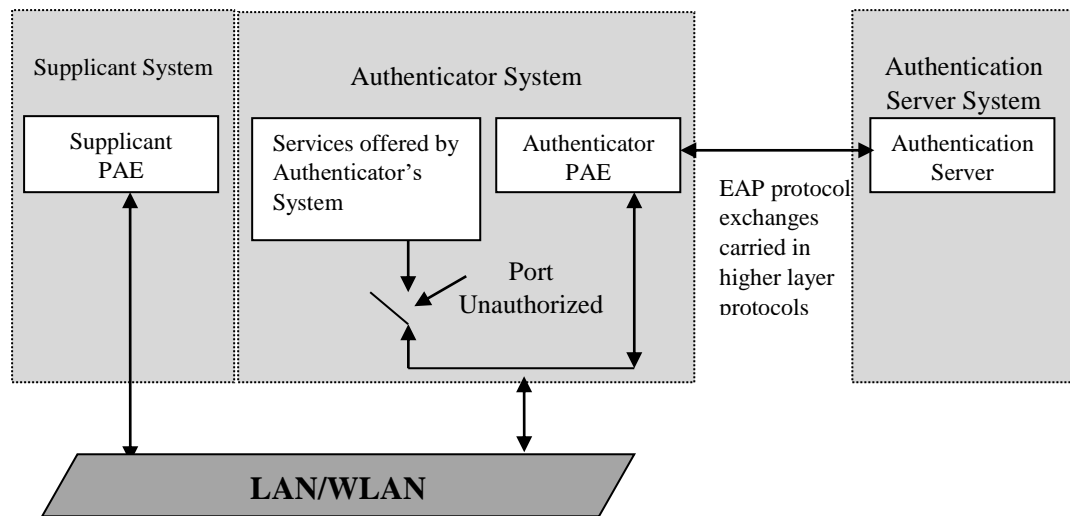 Supplicant System
Supplicant
PAE
Authenticator System
Services offered by
Authenticator’s
System
Authenticator
PAE
Port
Unauthorized
EAP protocol
exchanges
carried in
higher layer
protocols
Authentication
Server System
Authentication
Server
LAN/WLAN